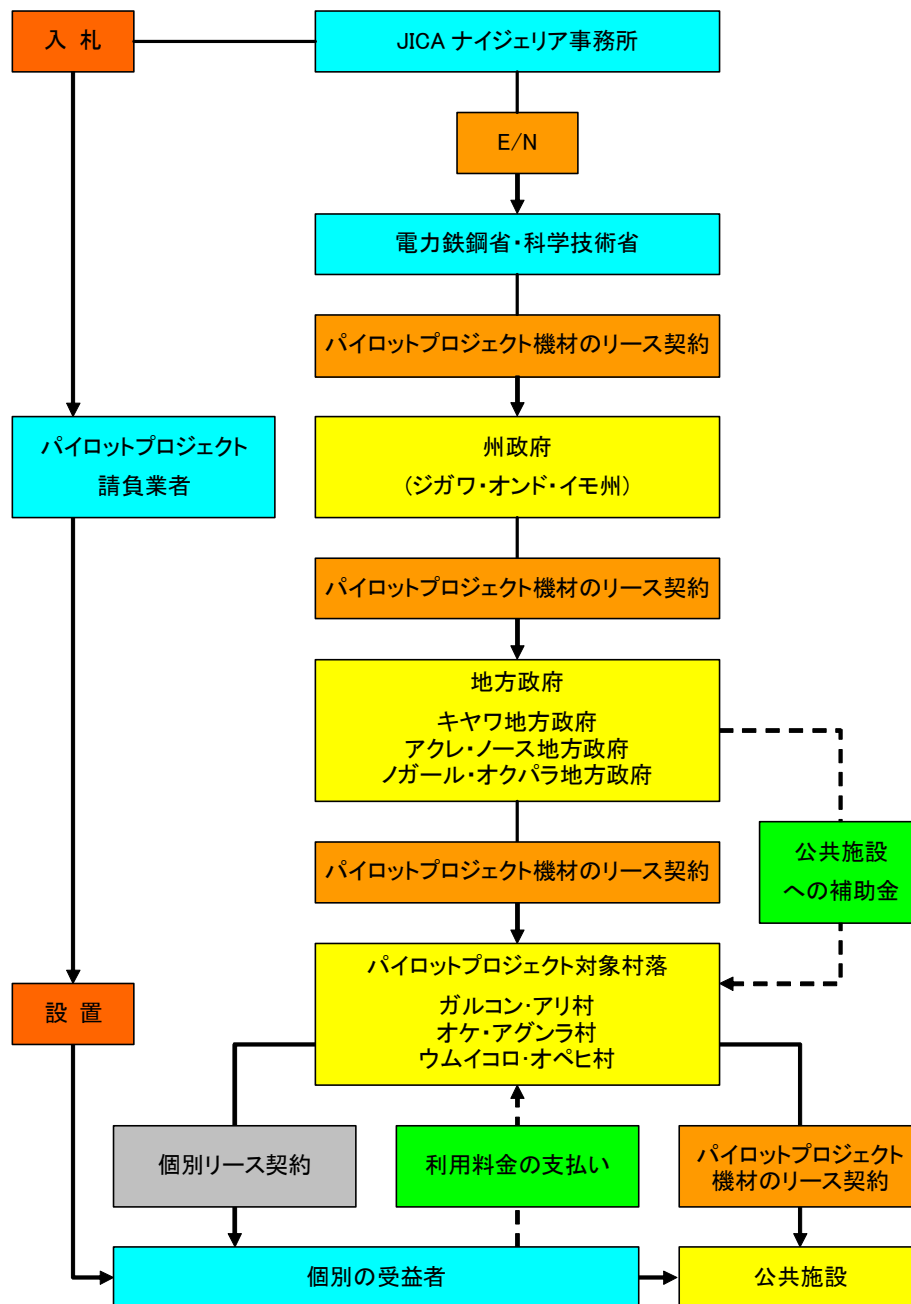 入 札
JICA ナイジェリア事務所
E/N
電力鉄鋼省・科学技術省
パイロットプロジェクト機材のリース契約
パイロットプロジェクト
請負業者
州政府
(ジガワ・オンド・イモ州)
パイロットプロジェクト機材のリース契約
地方政府
キヤワ地方政府
アクレ・ノース地方政府
ノガール・オクパラ地方政府
パイロットプロジェクト機材のリース契約
公共施設
への補助金
パイロットプロジェクト対象村落
ガルコン・アリ村
オケ・アグンラ村
ウムイコロ・オペヒ村
設 置
個別リース契約
利用料金の支払い
パイロットプロジェクト
機材のリース契約
個別の受益者
公共施設